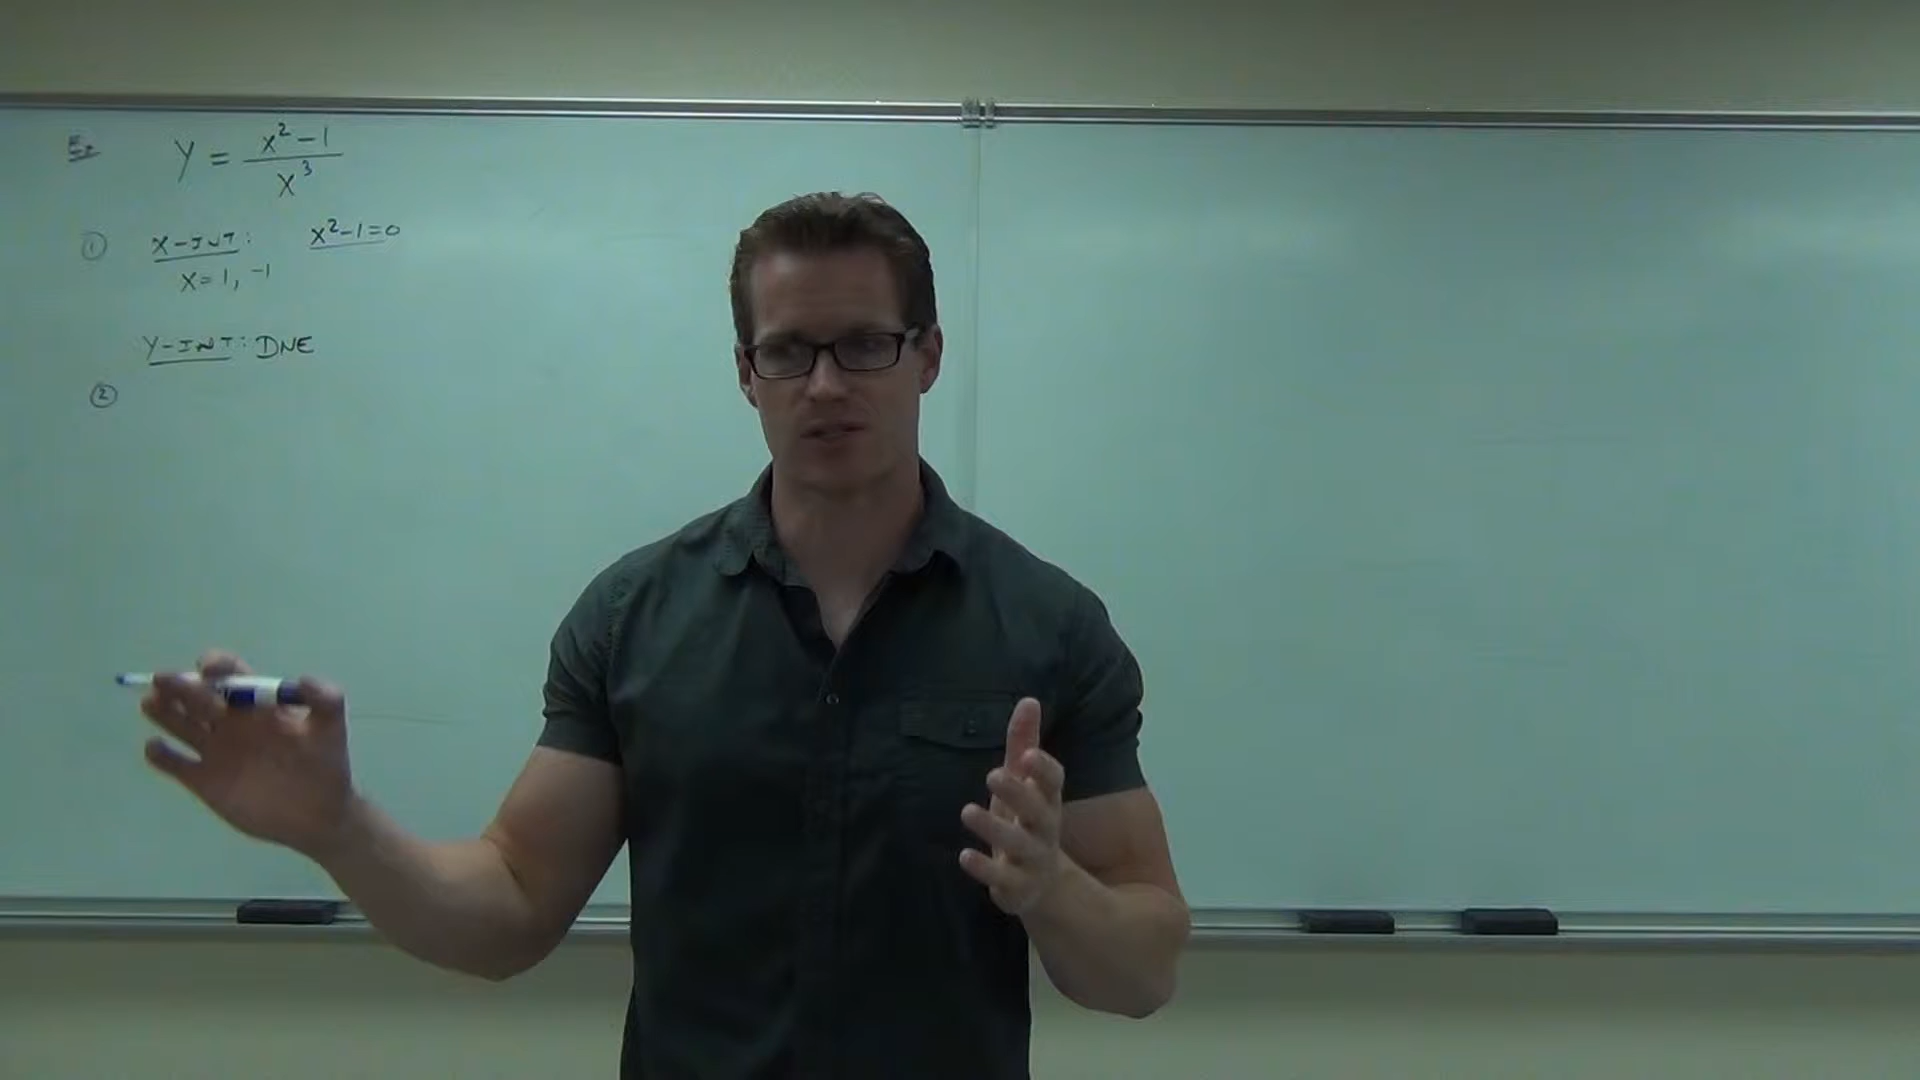 Ex y = (x² - 1) / x³
① x-INT: x² - 1 = 0
x = 1, -1
Y-INT: DNE
②